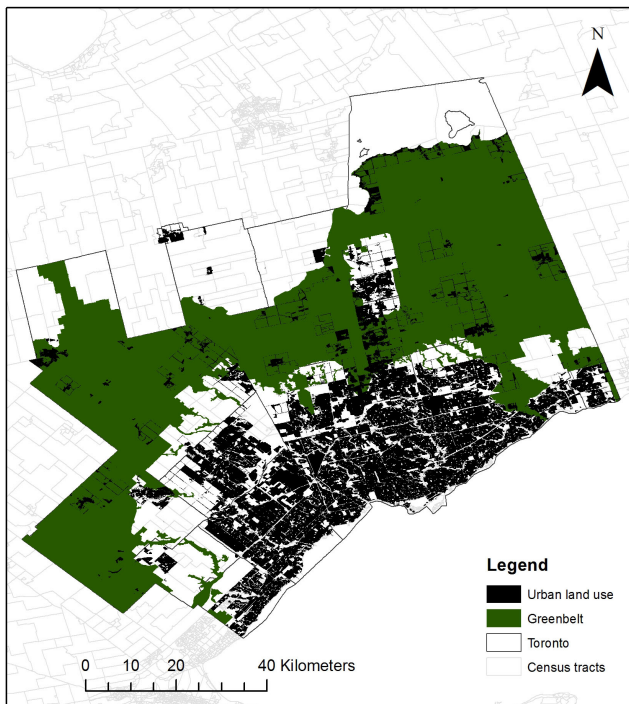 N
Legend
Urban land use
Greenbelt
Toronto
Census tracts
0 10 20 40 Kilometers